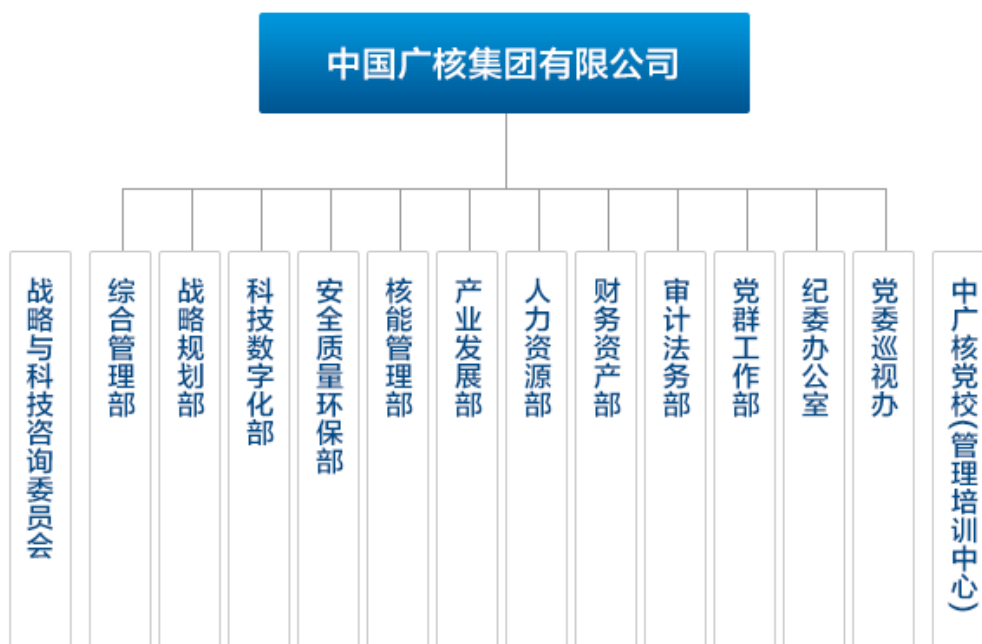 中国广核集团有限公司
战略与科技咨询委员会
综合管理部
战略规划部
科技数字化部
安全质量环保部
核能管理部
产业发展部
人力资源部
财务资产部
审计法务部
党群工作部
纪委办公室
党委巡视办
中广核党校(管理培训中心)